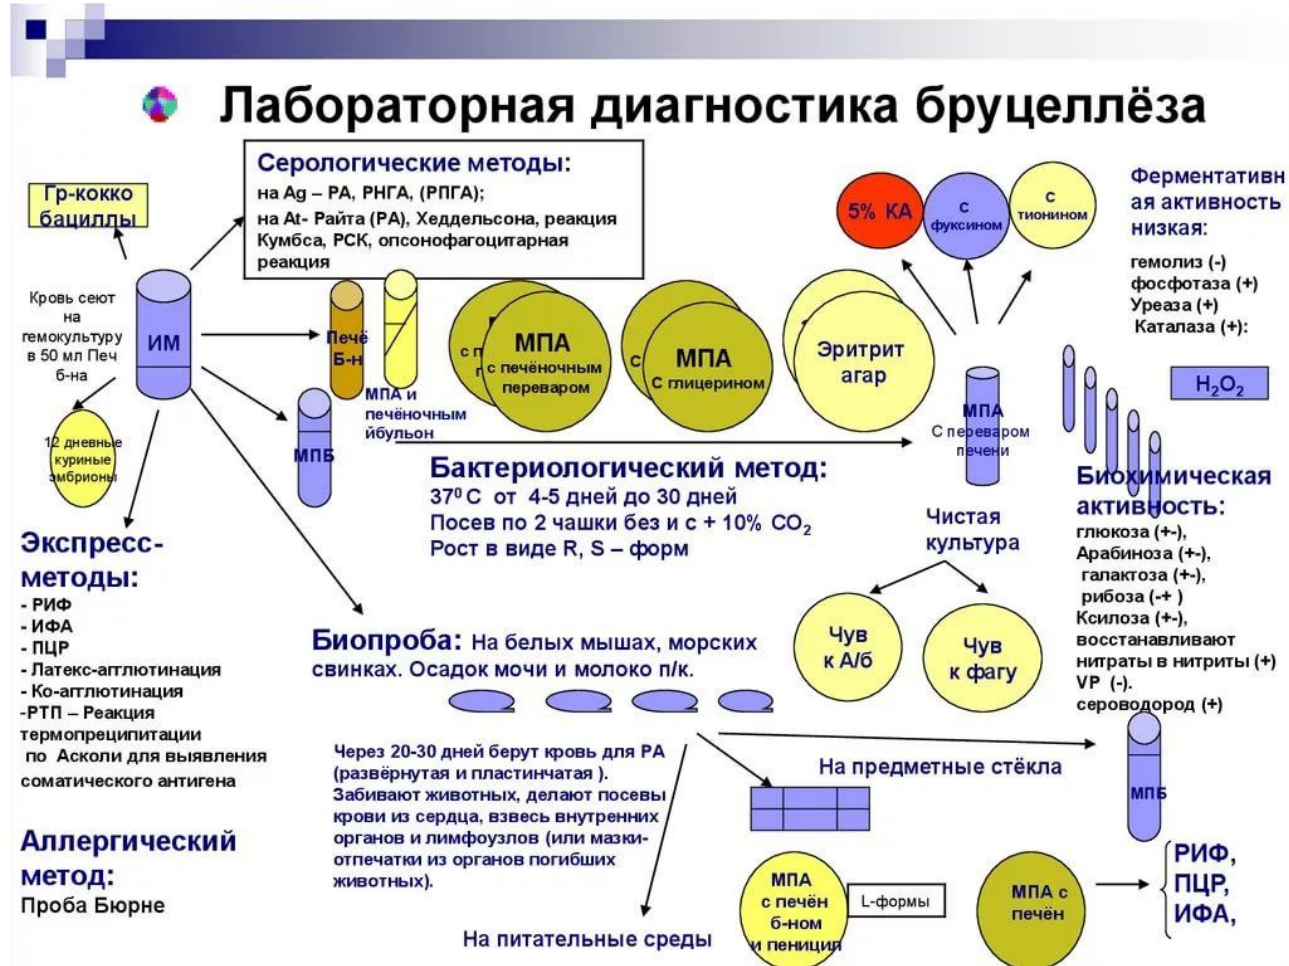 Лабораторная диагностика бруцеллёза
Гр-кокко
бациллы
Серологические методы:
на Ag – РА, РНГА, (РПГА);
на At- Райта (РА), Хеддельсона, реакция
Кумбса, РСК, опсонофагоцитарная
реакция
5% КА
С
фуксином
С
тионином
Ферментативн
ая активность
низкая:
гемолиз (-)
фосфотаза (+)
Уреаза (+)
Каталаза (+):
H₂O₂
Кровь сеют
на
гемокультуру
в 50 мл Печ
б-на
ИМ
Печё
Б-н
МПА и
печёночным
йбульон
МПБ
МПА
с печёночным
переваром
МПА
С глицерином
Эритрит
агар
МПА
С переваром
печени
12 дневные
куриные
эмбрионы
Бактериологический метод:
37⁰ С от 4-5 дней до 30 дней
Посев по 2 чашки без и с + 10% CO₂
Рост в виде R, S – форм
Чистая
культура
Биохимическая
активность:
глюкоза (+-),
Арабиноза (+-),
галактоза (+-),
рибоза (-+ )
Ксилоза (+-),
восстанавливают
нитраты в нитриты (+)
VP (-).
сероводород (+)
Экспресс-
методы:
- РИФ
- ИФА
- ПЦР
- Латекс-агглютинация
- Ко-агглютинация
-РТП – Реакция
термопреципитации
по Асколи для выявления
соматического антигена
Биопроба: На белых мышах, морских
свинках. Осадок мочи и молоко п/к.
Чув
к А/б
Чув
к фагу
Через 20-30 дней берут кровь для РА
(развёрнутая и пластинчатая ).
Забивают животных, делают посевы
крови из сердца, взвесь внутренних
органов и лимфоузлов (или мазки-
отпечатки из органов погибших
животных).
На предметные стёкла
МПБ
Аллергический
метод:
Проба Бюрне
На питательные среды
МПА
с печён
б-ном
и пеницил
L-формы
МПА с
печён
РИФ,
ПЦР,
ИФА,